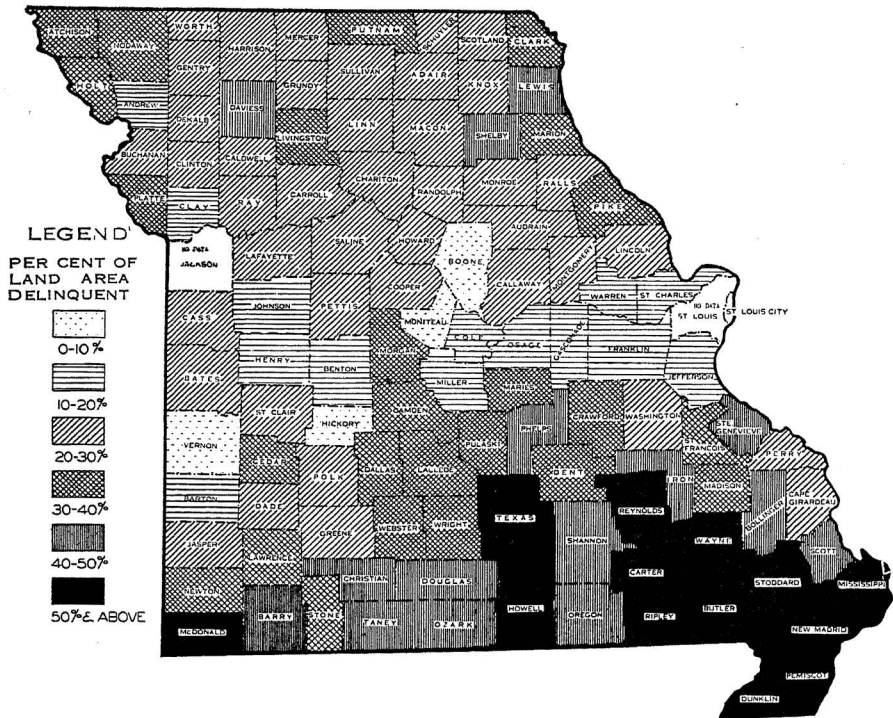 WORTH
ATCHISON
NODAWAY
HARRISON
MERCER
PUTNAM
SCHUYLER
SCOTLAND
CLARK
GENTRY
HOLT
ANDREW
DAVIESS
GRUNDY
SULLIVAN
ADAIR
KNOX
LEWIS
DEKALB
LIVINGSTON
LINN
MACON
SHELBY
MARION
BUCHANAN
CLINTON
CALDWELL
PLATTE
CLAY
RAY
CARROLL
CHARITON
RANDOLPH
MONROE
RALLS
PIKE
LEGEND
PER CENT OF
LAND AREA
DELINQUENT
0-10%
10-20%
20-30%
30-40%
40-50%
50% & ABOVE
NO DATA
JACKSON
LAFAYETTE
SALINE
HOWARD
BOONE
AUDRAIN
CALLAWAY
MONTGOMERY
LINCOLN
WARREN
ST CHARLES
NO DATA
ST LOUIS
ST LOUIS CITY
CASS
JOHNSON
PETTIS
COOPER
MONITEAU
COLE
OSAGE
GASCONADE
FRANKLIN
JEFFERSON
BATES
HENRY
BENTON
MORGAN
MILLER
MARIES
VERNON
ST CLAIR
HICKORY
CAMDEN
PULASKI
PHELPS
CRAWFORD
WASHINGTON
ST FRANCOIS
STE. GENEVIEVE
PERRY
BARTON
CEDAR
POLK
DALLAS
LACLEDE
DENT
IRON
MADISON
BOLLINGER
CAPE GIRARDEAU
JASPER
DADE
GREENE
WEBSTER
WRIGHT
TEXAS
SHANNON
REYNOLDS
WAYNE
SCOTT
NEWTON
LAWRENCE
CHRISTIAN
DOUGLAS
CARTER
STODDARD
MISSISSIPPI
McDONALD
BARRY
STONE
TANEY
OZARK
HOWELL
OREGON
RIPLEY
BUTLER
NEW MADRID
PEMISCOT
DUNKLIN